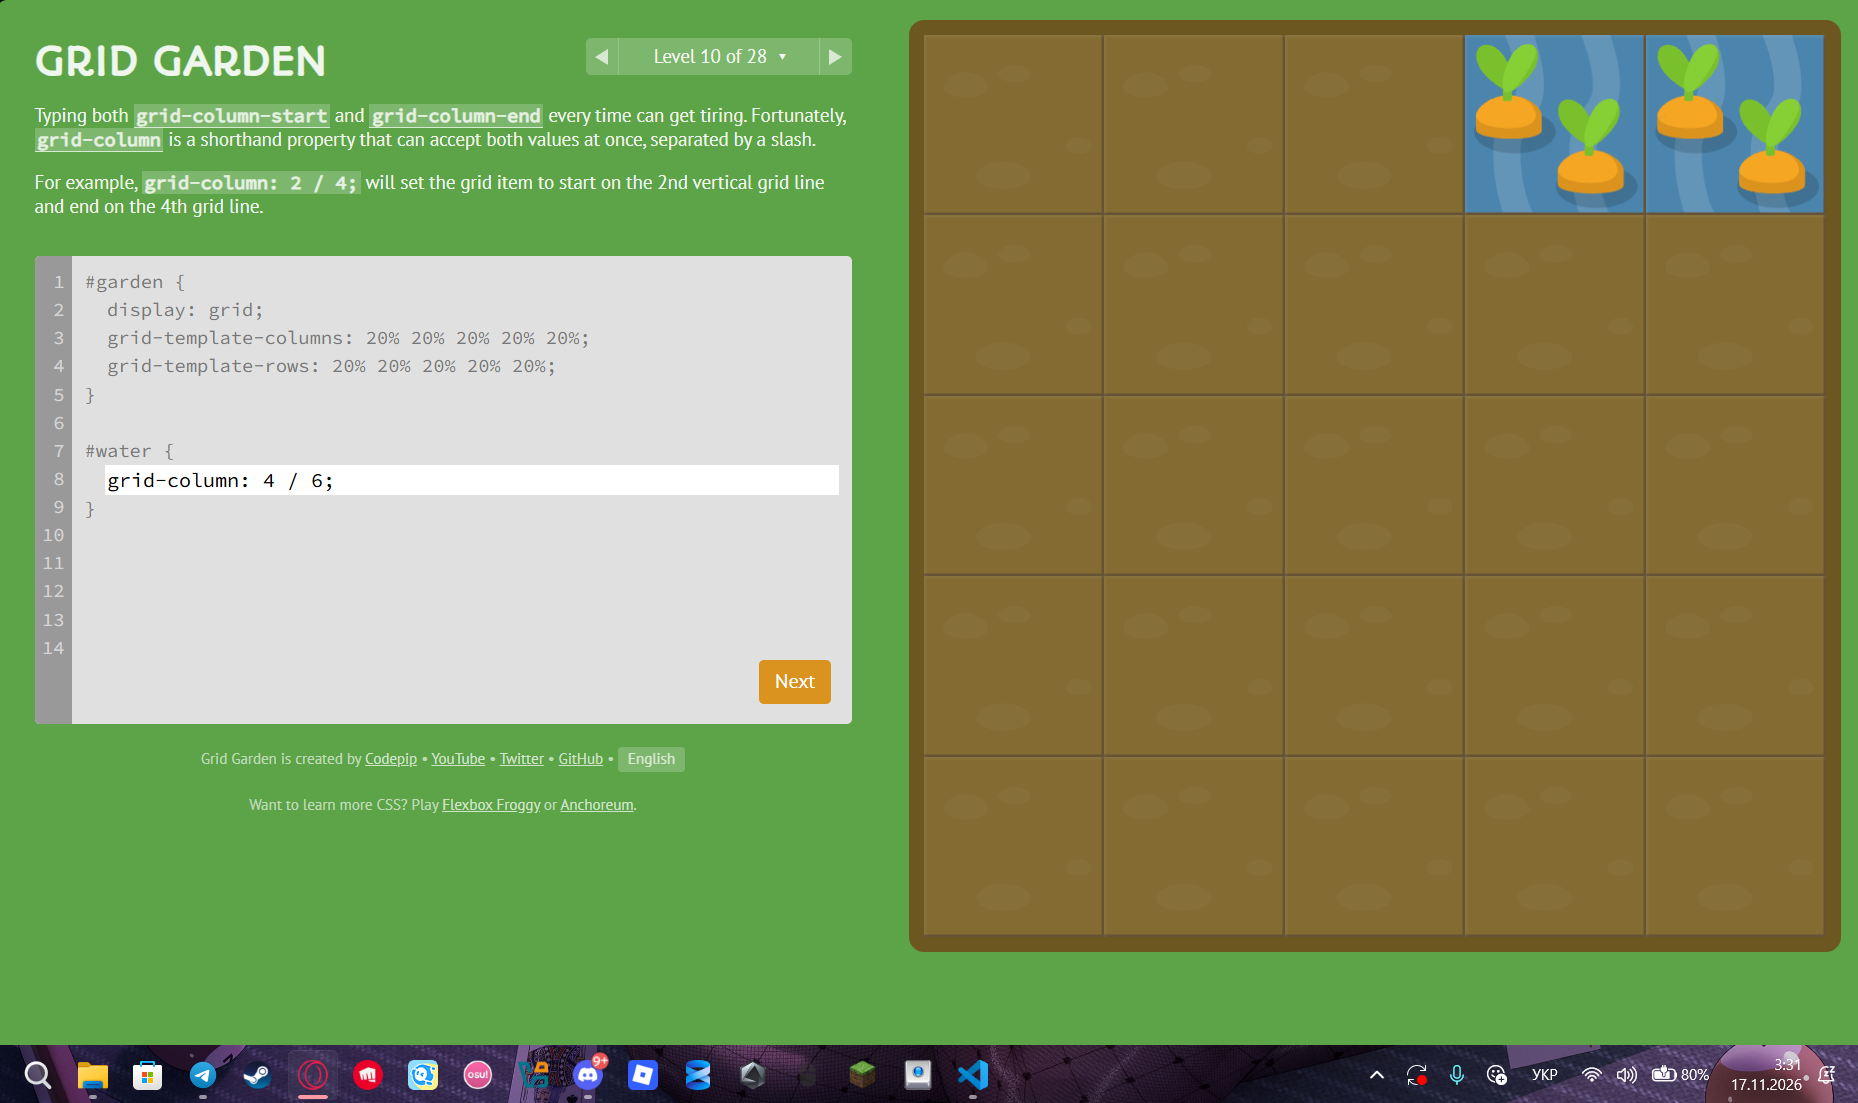 GRID GARDEN
Level 10 of 28
Typing both grid-column-start and grid-column-end every time can get tiring. Fortunately,
grid-column is a shorthand property that can accept both values at once, separated by a slash.
For example, grid-column: 2 / 4; will set the grid item to start on the 2nd vertical grid line
and end on the 4th grid line.
1 #garden {
2 display: grid;
3 grid-template-columns: 20% 20% 20% 20% 20%;
4 grid-template-rows: 20% 20% 20% 20% 20%;
5 }
6
7 #water {
8 grid-column: 4 / 6;
9 }
10
11
12
13
14
Next
Grid Garden is created by Codepip • YouTube • Twitter • GitHub • English
Want to learn more CSS? Play Flexbox Froggy or Anchoreum.
osu!
9+
УКР
80%
3:31
17.11.2026